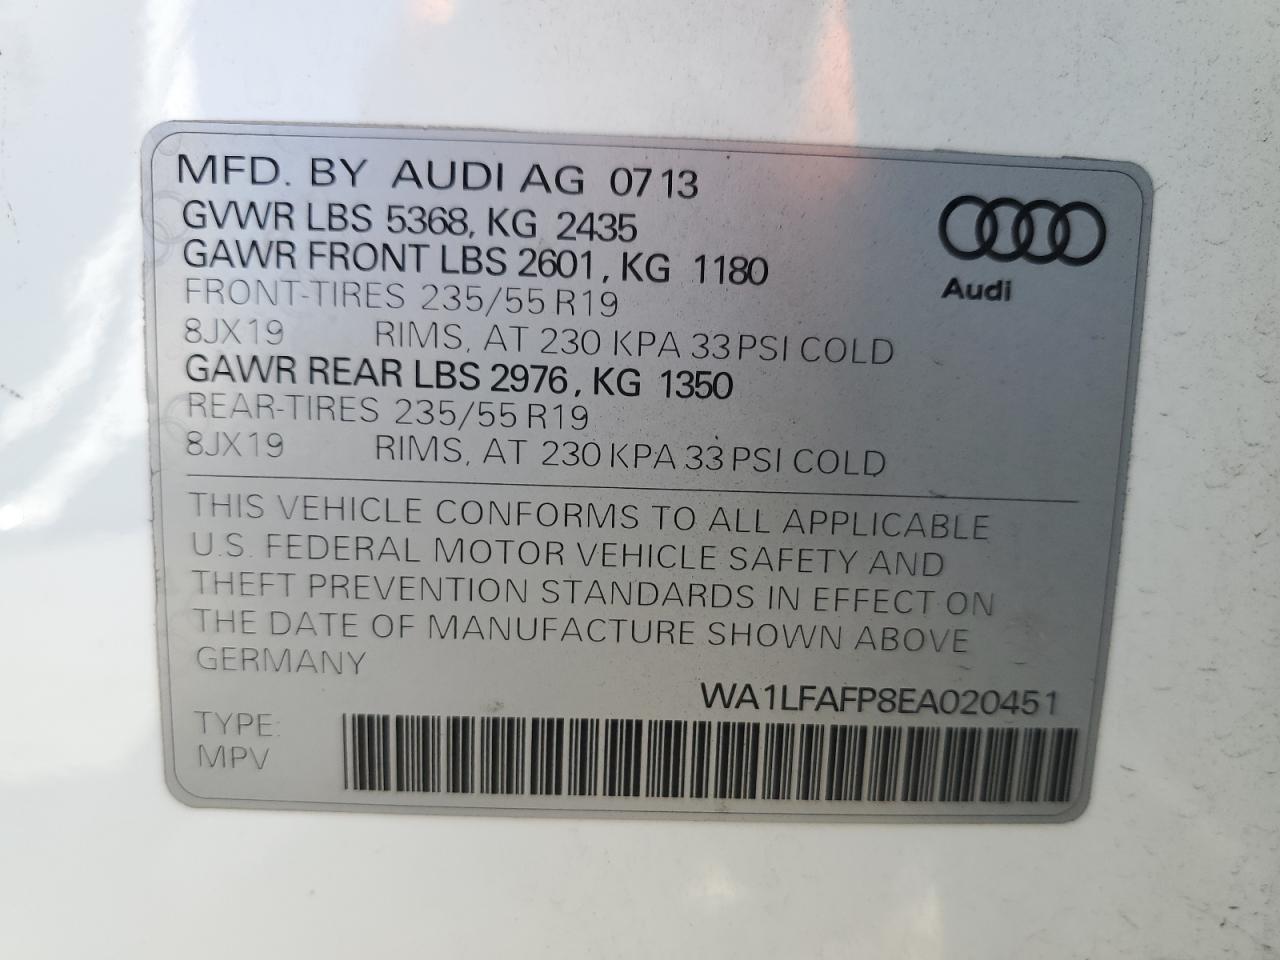 MFD. BY AUDI AG 0713
GVWR LBS 5368, KG 2435
GAWR FRONT LBS 2601, KG 1180
FRONT-TIRES 235/55 R19
8JX19 RIMS, AT 230 KPA 33 PSI COLD
GAWR REAR LBS 2976, KG 1350
REAR-TIRES 235/55 R19
8JX19 RIMS, AT 230 KPA 33 PSI COLD
Audi
THIS VEHICLE CONFORMS TO ALL APPLICABLE
U.S. FEDERAL MOTOR VEHICLE SAFETY AND
THEFT PREVENTION STANDARDS IN EFFECT ON
THE DATE OF MANUFACTURE SHOWN ABOVE
GERMANY
WA1LFAFP8EA020451
TYPE:
MPV